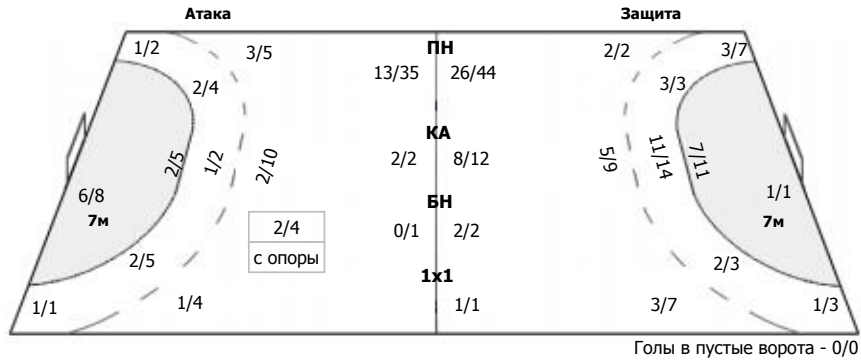 Атака Защита
1/2 3/5 ПН 2/2 3/7
2/4 13/35 26/44 3/3
КА
2/5 1/2 2/10 2/2 8/12 5/9 11/14 7/11
6/8 БН 1/1
7м 2/4 0/1 2/2 7м
с опоры
2/5 2/3
1х1
1/1 1/4 1/1 3/7 1/3
Голы в пустые ворота - 0/0